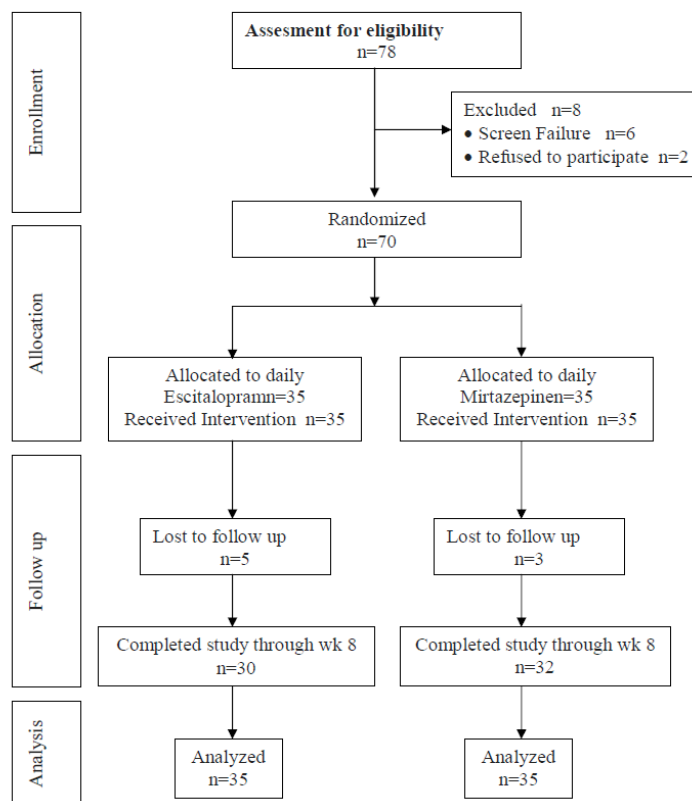 Enrollment
Assesment for eligibility
n=78
Excluded n=8
• Screen Failure n=6
• Refused to participate n=2
Randomized
n=70
Allocation
Allocated to daily
Escitalopramn=35
Received Intervention n=35
Allocated to daily
Mirtazepinen=35
Received Intervention n=35
Follow up
Lost to follow up
n=5
Lost to follow up
n=3
Completed study through wk 8
n=30
Completed study through wk 8
n=32
Analysis
Analyzed
n=35
Analyzed
n=35